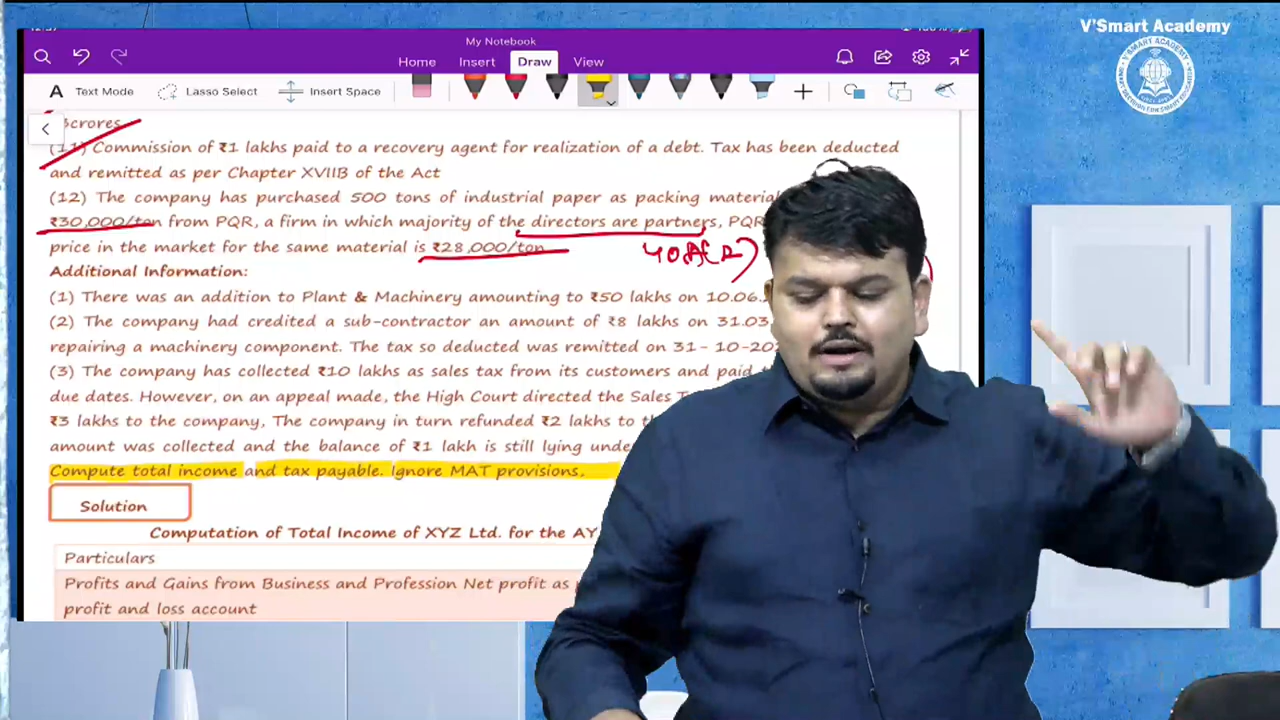 V'Smart Academy
My Notebook
Home Insert Draw View
Text Mode Lasso Select Insert Space
crores
(11) Commission of ₹1 lakhs paid to a recovery agent for realization of a debt. Tax has been deducted
and remitted as per Chapter XVIIB of the Act
(12) The company has purchased 500 tons of industrial paper as packing material
₹30,000/ton from PQR, a firm in which majority of the directors are partners, PQR
price in the market for the same material is ₹28,000/ton
40A(2)
Additional Information:
(1) There was an addition to Plant & Machinery amounting to ₹50 lakhs on 10.06.
(2) The company had credited a sub-contractor an amount of ₹8 lakhs on 31.03
repairing a machinery component. The tax so deducted was remitted on 31- 10-
(3) The company has collected ₹10 lakhs as sales tax from its customers and paid
due dates. However, on an appeal made, the High Court directed the Sales
₹3 lakhs to the company, The company in turn refunded ₹2 lakhs to
amount was collected and the balance of ₹1 lakh is still lying
Compute total income and tax payable. Ignore MAT provisions.
Solution
Computation of Total Income of XYZ Ltd. for the AY
Particulars
Profits and Gains from Business and Profession Net profit as
profit and loss account